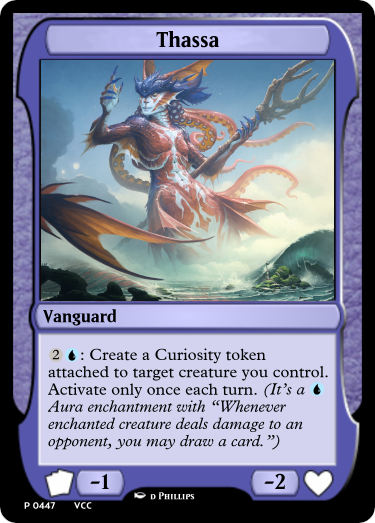 Thassa
Vanguard
2: Create a Curiosity token
attached to target creature you control.
Activate only once each turn. (It's a
Aura enchantment with “Whenever
enchanted creature deals damage to an
opponent, you may draw a card.”)
–1
–2
D PHILLIPS
P 0447 VCC